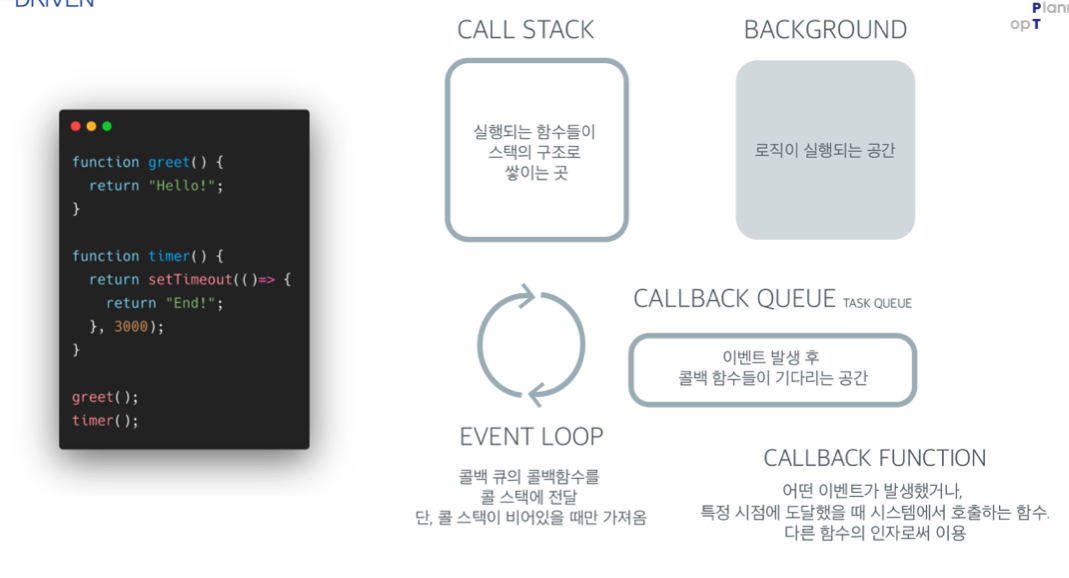 DRIVEN
Plann
opT
CALL STACK
BACKGROUND
실행되는 함수들이
스택의 구조로
쌓이는 곳
로직이 실행되는 공간
function greet() {
  return "Hello!";
}
function timer() {
  return setTimeout(()=> {
    return "End!";
  }, 3000);
}
greet();
timer();
CALLBACK QUEUE TASK QUEUE
이벤트 발생 후
콜백 함수들이 기다리는 공간
EVENT LOOP
콜백 큐의 콜백함수를
콜 스택에 전달
단, 콜 스택이 비어있을 때만 가져옴
CALLBACK FUNCTION
어떤 이벤트가 발생했거나,
특정 시점에 도달했을 때 시스템에서 호출하는 함수.
다른 함수의 인자로써 이용